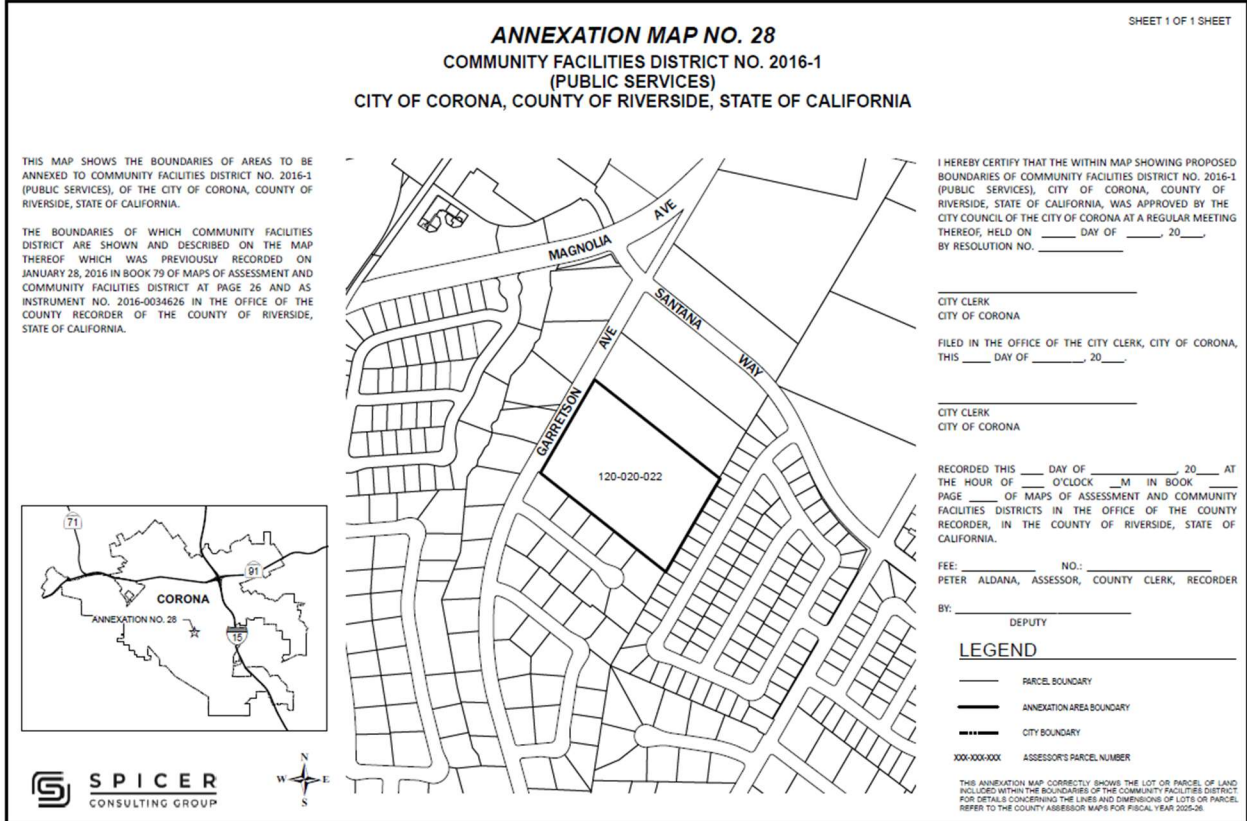 SHEET 1 OF 1 SHEET
ANNEXATION MAP NO. 28
COMMUNITY FACILITIES DISTRICT NO. 2016-1
(PUBLIC SERVICES)
CITY OF CORONA, COUNTY OF RIVERSIDE, STATE OF CALIFORNIA
THIS MAP SHOWS THE BOUNDARIES OF AREAS TO BE
ANNEXED TO COMMUNITY FACILITIES DISTRICT NO. 2016-1
(PUBLIC SERVICES), OF THE CITY OF CORONA, COUNTY OF
RIVERSIDE, STATE OF CALIFORNIA.
THE BOUNDARIES OF WHICH COMMUNITY FACILITIES
DISTRICT ARE SHOWN AND DESCRIBED ON THE MAP
THEREOF WHICH WAS PREVIOUSLY RECORDED ON
JANUARY 28, 2016 IN BOOK 79 OF MAPS OF ASSESSMENT AND
COMMUNITY FACILITIES DISTRICT AT PAGE 26 AND AS
INSTRUMENT NO. 2016-0034626 IN THE OFFICE OF THE
COUNTY RECORDER OF THE COUNTY OF RIVERSIDE,
STATE OF CALIFORNIA.
71
91
CORONA
ANNEXATION NO. 28
15
SPICER
CONSULTING GROUP
N
W E
S
MAGNOLIA AVE
SANTANA WAY
GARRETSON AVE
120-020-022
I HEREBY CERTIFY THAT THE WITHIN MAP SHOWING PROPOSED
BOUNDARIES OF COMMUNITY FACILITIES DISTRICT NO. 2016-1
(PUBLIC SERVICES), CITY OF CORONA, COUNTY OF
RIVERSIDE, STATE OF CALIFORNIA, WAS APPROVED BY THE
CITY COUNCIL OF THE CITY OF CORONA AT A REGULAR MEETING
THEREOF, HELD ON _____ DAY OF _____, 20___,
BY RESOLUTION NO. ____________
CITY CLERK
CITY OF CORONA
FILED IN THE OFFICE OF THE CITY CLERK, CITY OF CORONA,
THIS ____ DAY OF ________, 20___.
CITY CLERK
CITY OF CORONA
RECORDED THIS ___ DAY OF ____________, 20___ AT
THE HOUR OF ___ O'CLOCK __M IN BOOK ____
PAGE ____ OF MAPS OF ASSESSMENT AND COMMUNITY
FACILITIES DISTRICTS IN THE OFFICE OF THE COUNTY
RECORDER, IN THE COUNTY OF RIVERSIDE, STATE OF
CALIFORNIA.
FEE: __________ NO.: _________________
PETER ALDANA, ASSESSOR, COUNTY CLERK, RECORDER
BY: ________________________
DEPUTY
LEGEND
PARCEL BOUNDARY
ANNEXATION AREA BOUNDARY
CITY BOUNDARY
XXX-XXX-XXX ASSESSOR'S PARCEL NUMBER
THIS ANNEXATION MAP CORRECTLY SHOWS THE LOT OR PARCEL OF LAND
INCLUDED WITHIN THE BOUNDARIES OF THE COMMUNITY FACILITIES DISTRICT.
FOR DETAILS CONCERNING THE LINES AND DIMENSIONS OF LOTS OR PARCEL
REFER TO THE COUNTY ASSESSOR MAPS FOR FISCAL YEAR 2025-26.